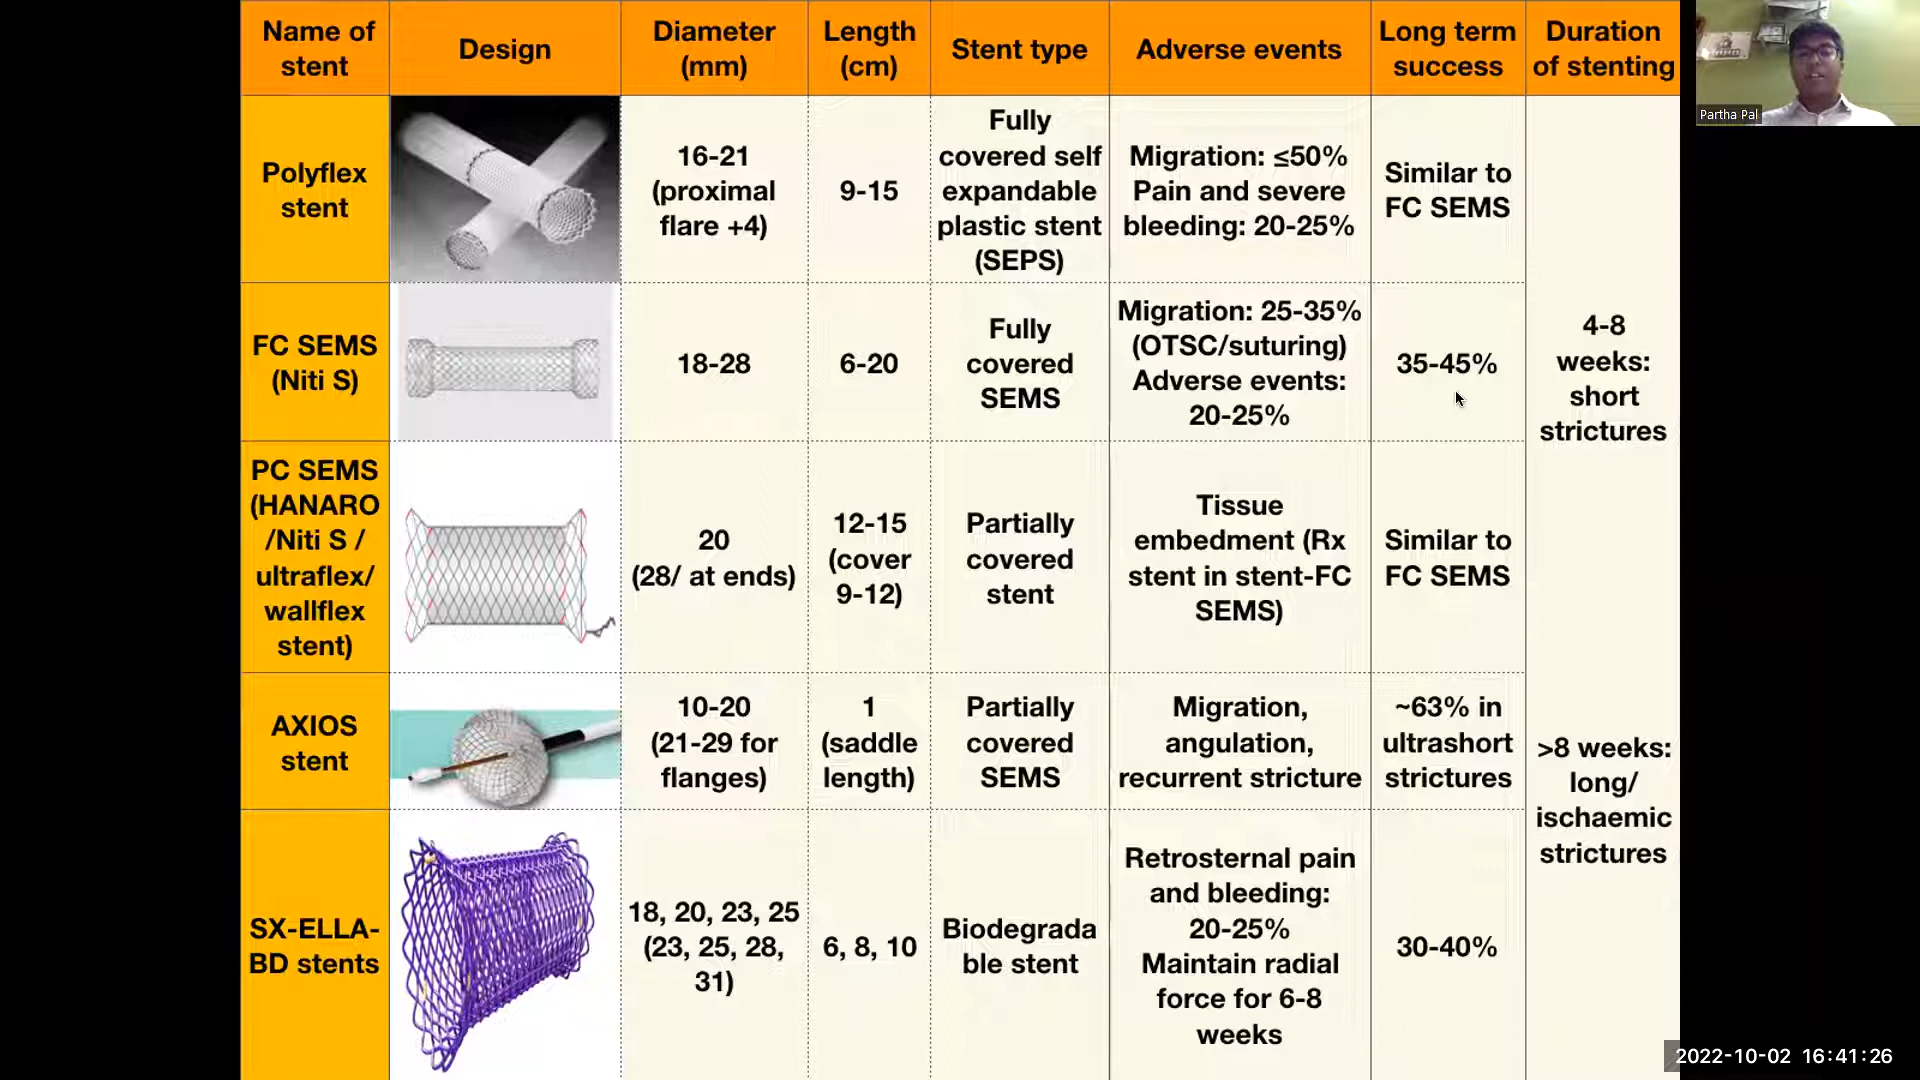 Name of
stent
Design
Diameter
(mm)
Length
(cm)
Stent type
Adverse events
Long term
success
Duration
of stenting
Polyflex
stent
16-21
(proximal
flare +4)
9-15
Fully
covered self
expandable
plastic stent
(SEPS)
Migration: ≤50%
Pain and severe
bleeding: 20-25%
Similar to
FC SEMS
FC SEMS
(Niti S)
18-28
6-20
Fully
covered
SEMS
Migration: 25-35%
(OTSC/suturing)
Adverse events:
20-25%
35-45%
4-8
weeks:
short
strictures
PC SEMS
(HANARO
/Niti S /
ultraflex/
wallflex
stent)
20
(28/ at ends)
12-15
(cover
9-12)
Partially
covered
stent
Tissue
embedment (Rx
stent in stent-FC
SEMS)
Similar to
FC SEMS
AXIOS
stent
10-20
(21-29 for
flanges)
1
(saddle
length)
Partially
covered
SEMS
Migration,
angulation,
recurrent stricture
~63% in
ultrashort
strictures
>8 weeks:
long/
ischaemic
strictures
SX-ELLA-
BD stents
18, 20, 23, 25
(23, 25, 28,
31)
6, 8, 10
Biodegrada
ble stent
Retrosternal pain
and bleeding:
20-25%
Maintain radial
force for 6-8
weeks
30-40%
Partha Pal
2022-10-02 16:41:26